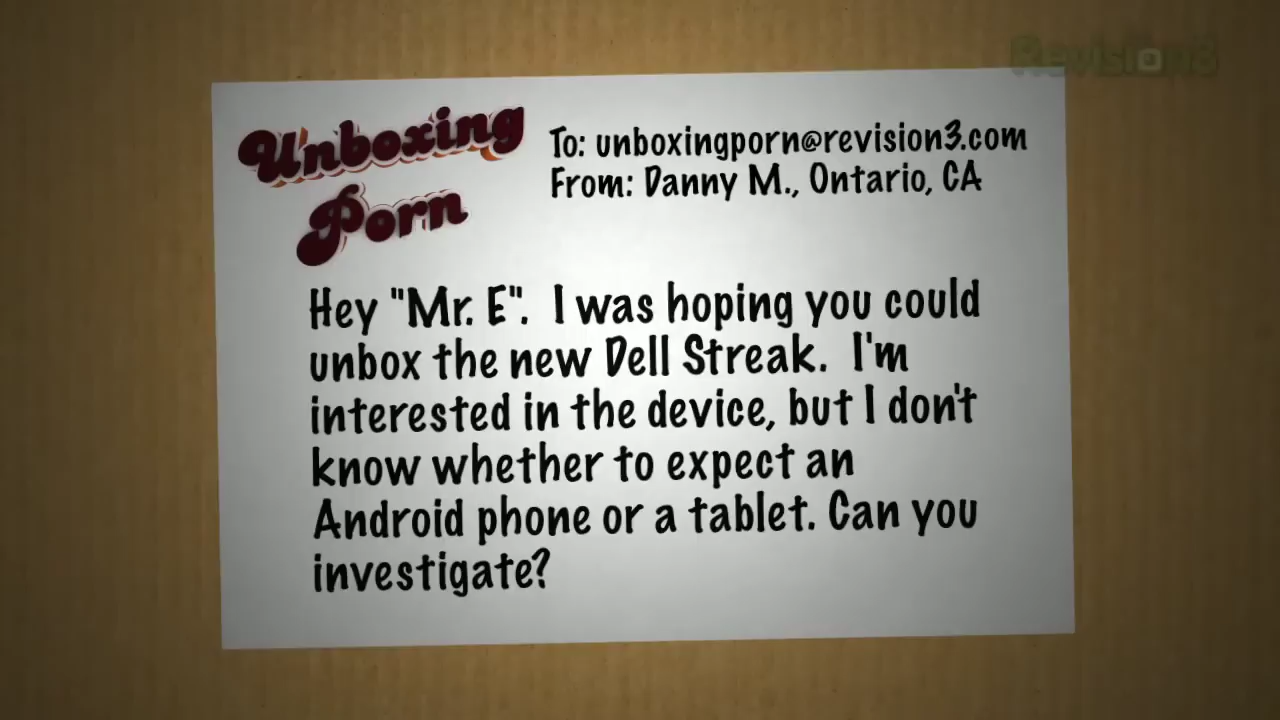 Revision3
Unboxing
Porn
To: unboxingporn@revision3.com
From: Danny M., Ontario, CA
Hey "Mr. E". I was hoping you could
unbox the new Dell Streak. I'm
interested in the device, but I don't
know whether to expect an
Android phone or a tablet. Can you
investigate?